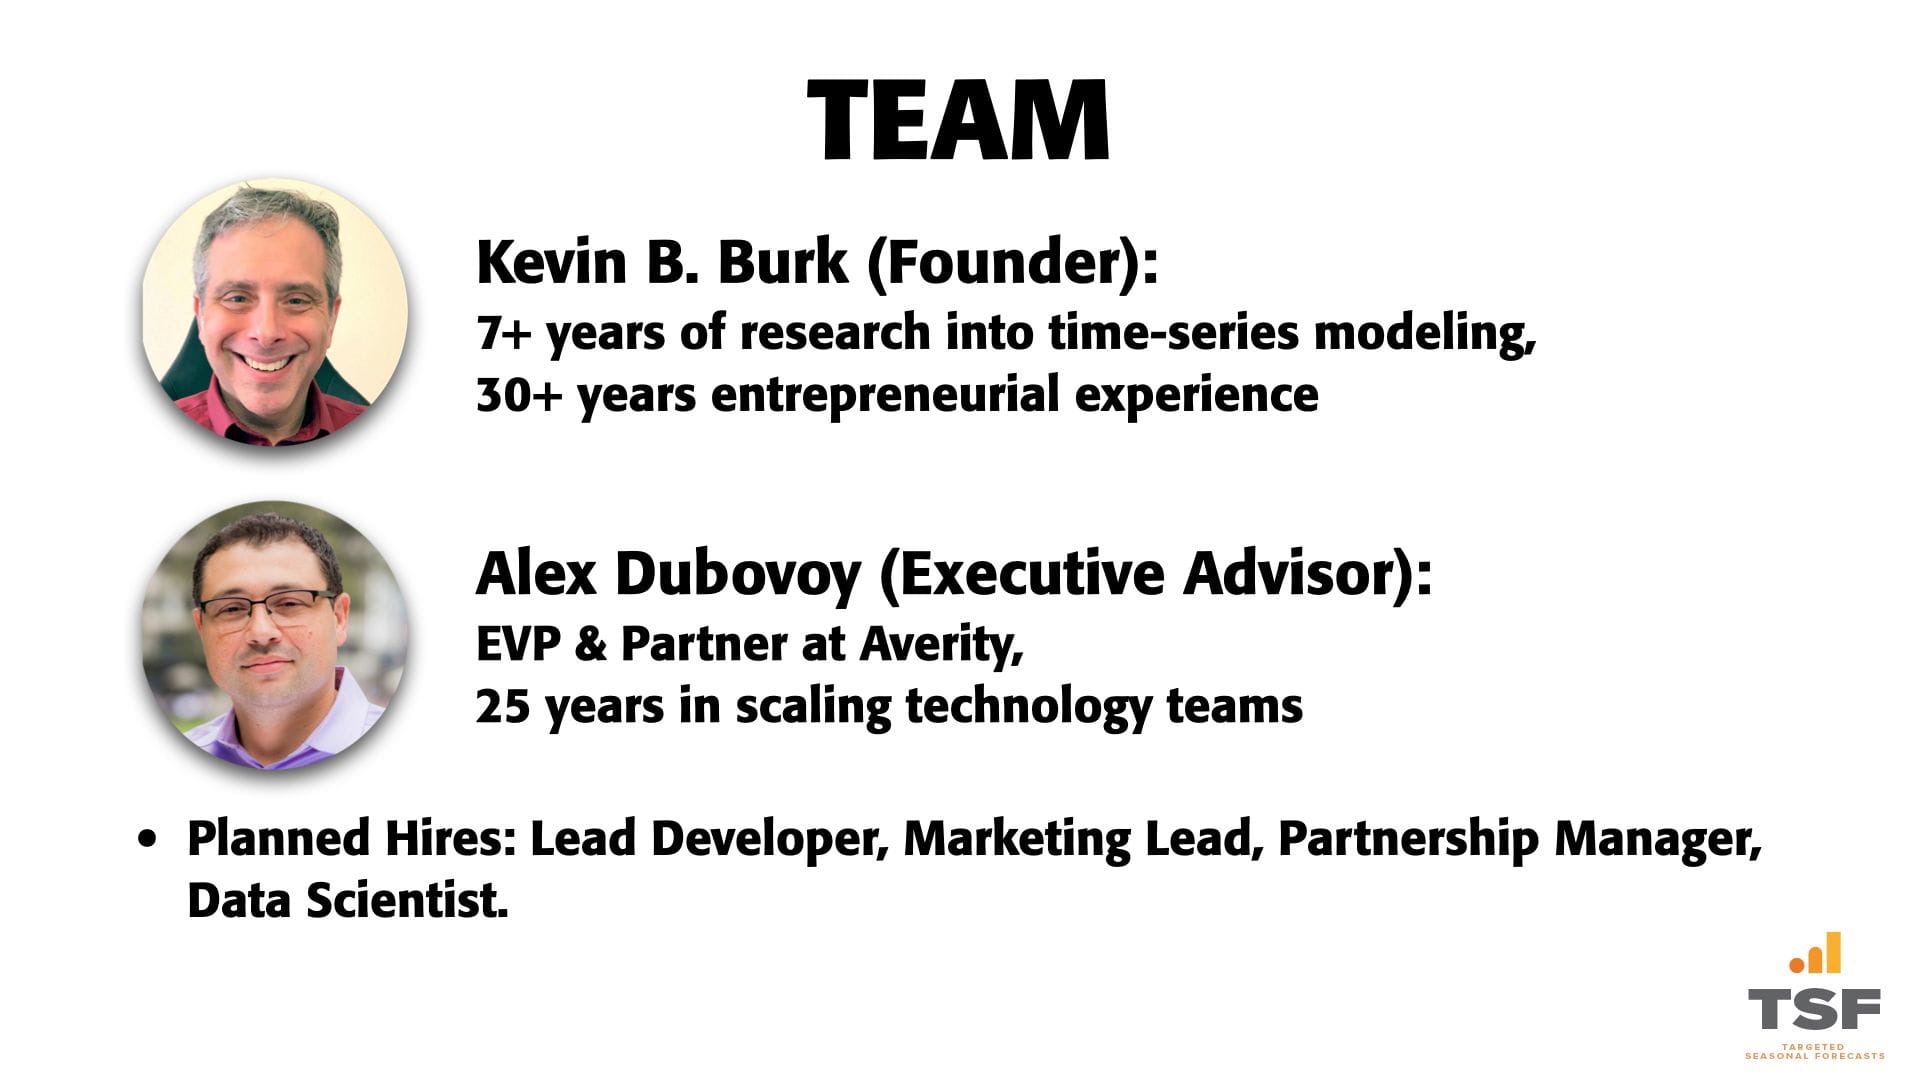 TEAM
Kevin B. Burk (Founder):
7+ years of research into time-series modeling,
30+ years entrepreneurial experience
Alex Dubovoy (Executive Advisor):
EVP & Partner at Averity,
25 years in scaling technology teams
• Planned Hires: Lead Developer, Marketing Lead, Partnership Manager,
Data Scientist.
TSF
TARGETED
SEASONAL FORECASTS